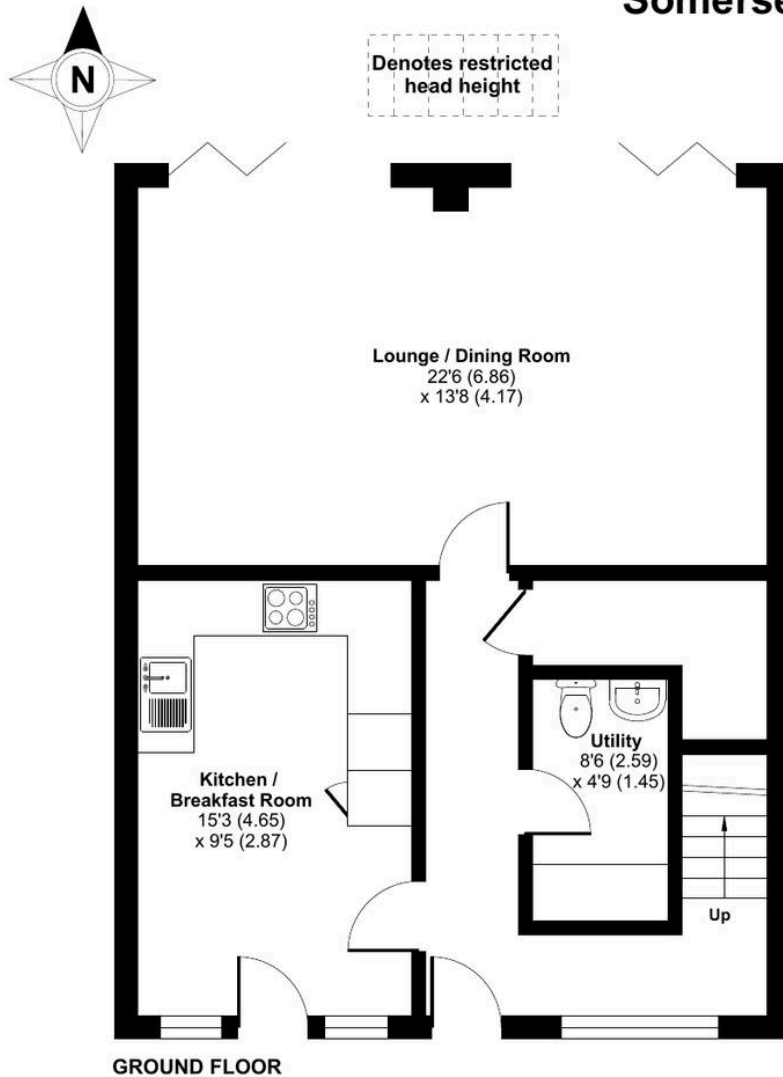 Somerse
N
Denotes restricted
head height
Lounge / Dining Room
22'6 (6.86)
x 13'8 (4.17)
Utility
8'6 (2.59)
x 4'9 (1.45)
Kitchen /
Breakfast Room
15'3 (4.65)
x 9'5 (2.87)
Up
GROUND FLOOR